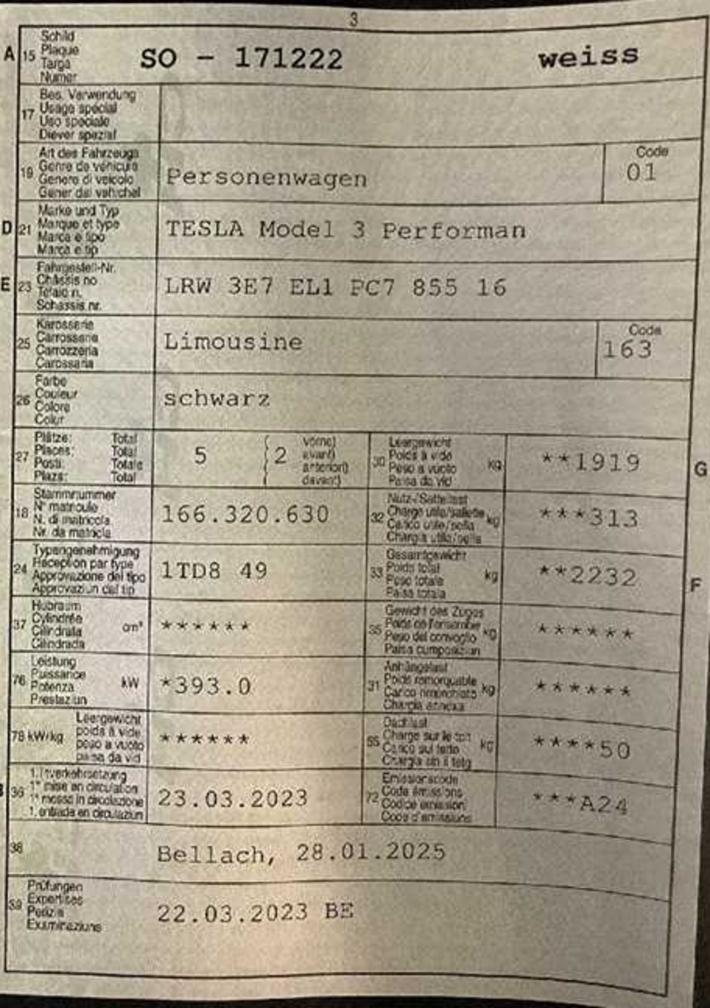 3
A 15 Schild
Plaque
Targa
Numer
SO - 171222 weiss
17 Bes. Verwendung
Usage spécial
Uso speciale
Diever spezial
19 Art des Fahrzeugs
Genre de véhicule
Genere di veicolo
Gener dal vehichel
Personenwagen
Code
01
D 21 Marke und Typ
Marque et type
Marca e tipo
Marca e tip
TESLA Model 3 Performan
E 23 Fahrgestell-Nr.
Châssis no
Telaio n.
Schassis nr.
LRW 3E7 EL1 PC7 855 16
25 Karosserie
Carrosserie
Carrozzeria
Carossaria
Limousine
Code
163
26 Farbe
Couleur
Colore
Colur
schwarz
27 Plätze: Total
Places: Total
Posti: Totale
Plazs: Total
5 { 2 vorne)
avant)
anteriori)
davant)
30 Leergewicht
Poids à vide
Peso a vuoto
Paisa da vid
kg
**1919
G
18 Stammnummer
N° matricule
N. di matricola
Nr. da matricla
166.320.630
32 Nutz-/Sattellast
Charge utile/sellette
Carico utile/sella
Chargia utila/sella
kg
***313
24 Typengenehmigung
Réception par type
Approvazione del tipo
Approvaziun dal tip
1TD8 49
33 Gesamtgewicht
Poids total
Peso totale
Paisa totala
kg
**2232
F
37 Hubraum
Cylindrée
Cilindrata
Cilindrada
cm³
******
35 Gewicht des Zuges
Poids de l'ensemble
Peso del convoglio
Paisa cumposiziun
kg
******
76 Leistung
Puissance
Potenza
Prestaziun
kW
*393.0
31 Anhängelast
Poids remorquable
Carico rimorchiato
Chargia annexa
kg
******
78 kW/kg Leergewicht
poids à vide
peso a vuoto
paisa da vid
******
55 Dachlast
Charge sur le toit
Carico sul tetto
Chargia sin il tetg
kg
****50
B 36 1. Inverkehrsetzung
1re mise en circulation
1a messa in circolazione
1. entrada en circulaziun
23.03.2023
72 Emissionscode
Code émissions
Codice emissioni
Code d'emissiuns
***A24
38
Bellach, 28.01.2025
39 Prüfungen
Expertises
Perizie
Examinaziuns
22.03.2023 BE